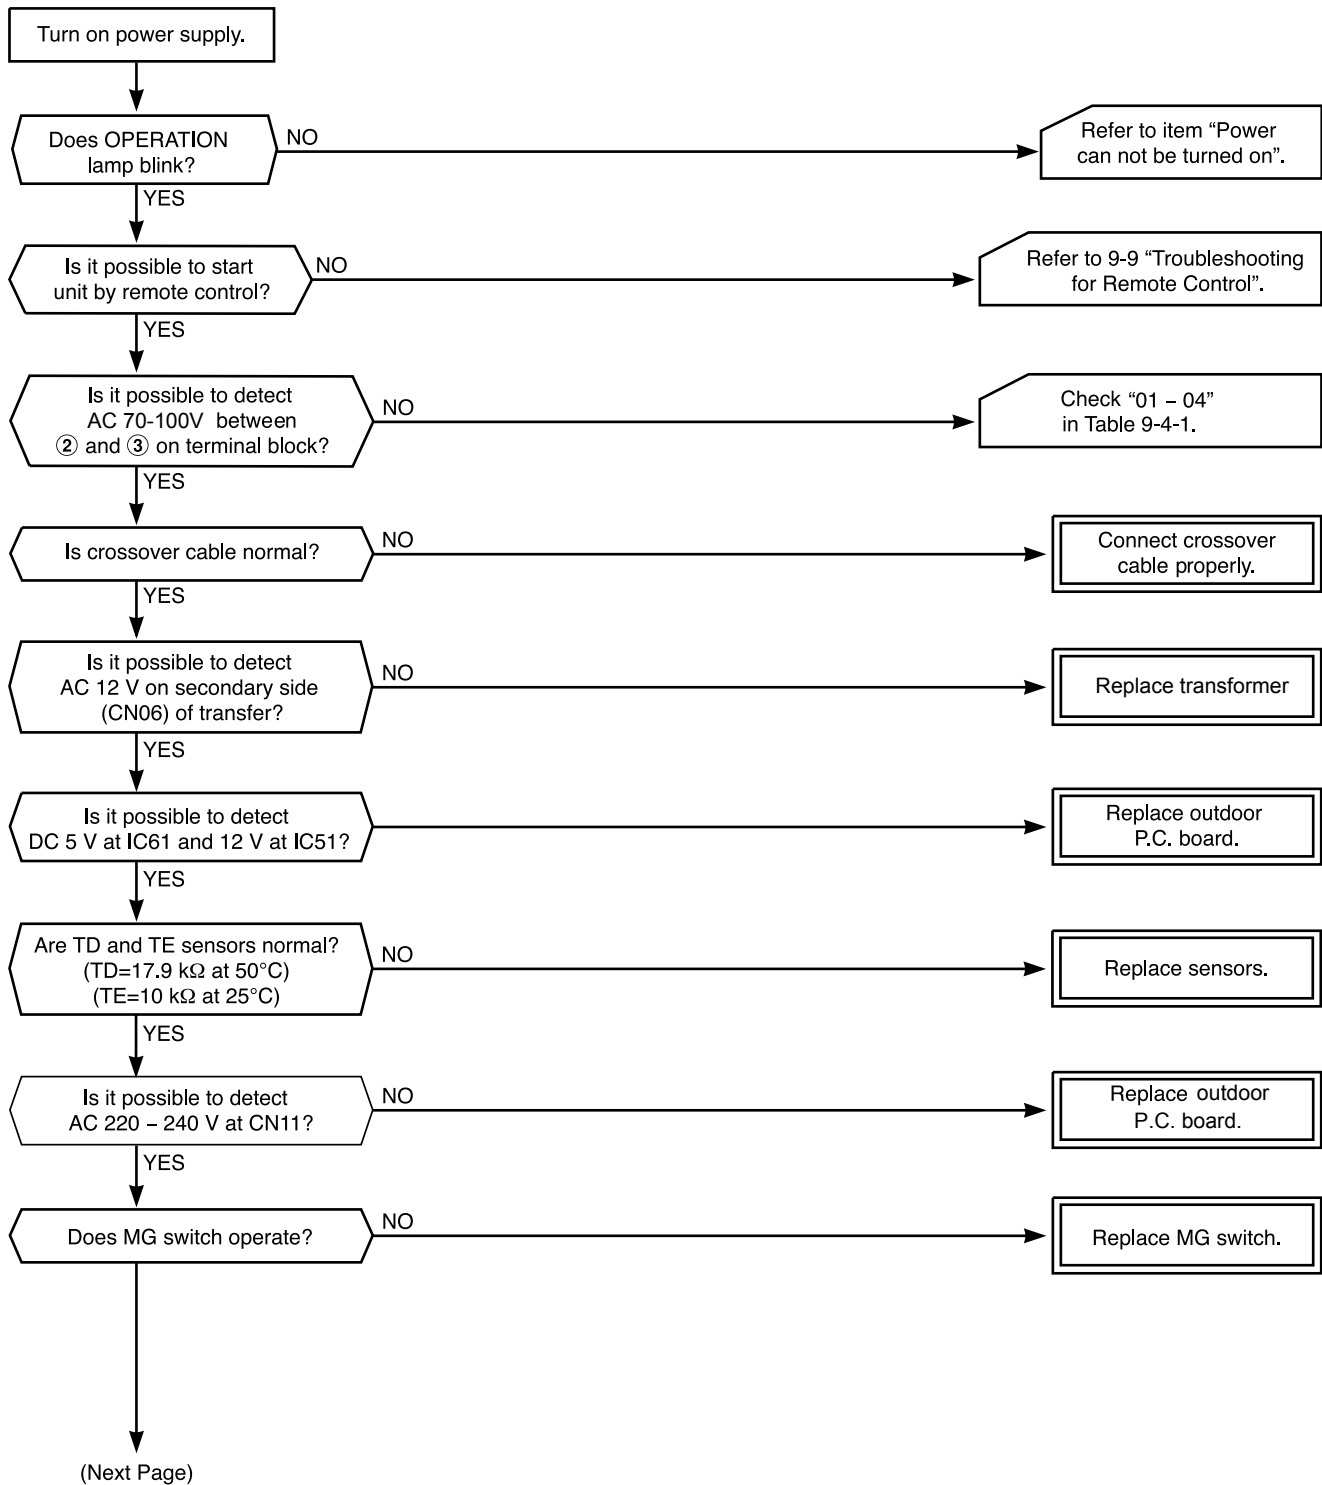 Turn on power supply.
Does OPERATION
lamp blink?
NO
Refer to item “Power
can not be turned on”.
YES
Is it possible to start
unit by remote control?
NO
Refer to 9-9 “Troubleshooting
for Remote Control”.
YES
Is it possible to detect
AC 70-100V between
② and ③ on terminal block?
NO
Check “01 – 04”
in Table 9-4-1.
YES
Is crossover cable normal?
NO
Connect crossover
cable properly.
YES
Is it possible to detect
AC 12 V on secondary side
(CN06) of transfer?
NO
Replace transformer
YES
Is it possible to detect
DC 5 V at IC61 and 12 V at IC51?
Replace outdoor
P.C. board.
YES
Are TD and TE sensors normal?
(TD=17.9 kΩ at 50°C)
(TE=10 kΩ at 25°C)
NO
Replace sensors.
YES
Is it possible to detect
AC 220 – 240 V at CN11?
NO
Replace outdoor
P.C. board.
YES
Does MG switch operate?
NO
Replace MG switch.
(Next Page)